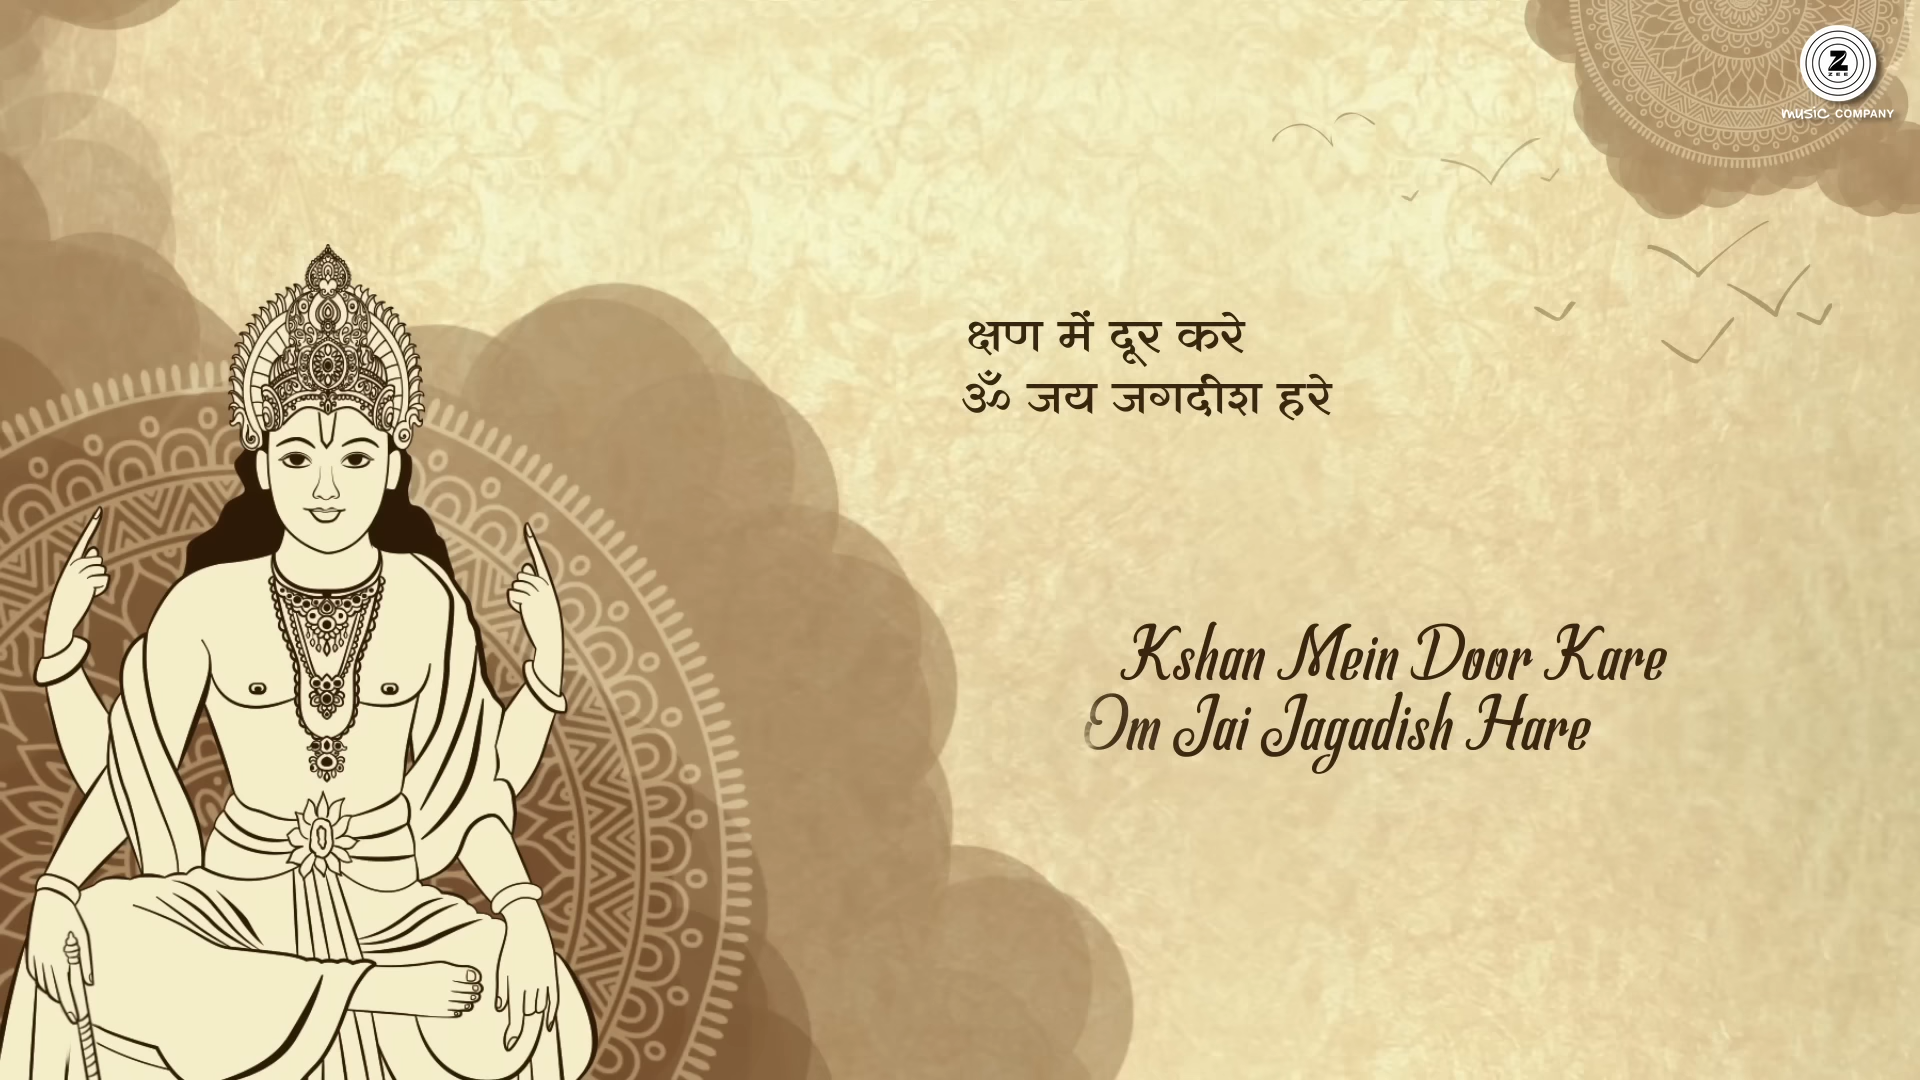 Z
ZEE
music COMPANY
क्षण में दूर करे
ॐ जय जगदीश हरे
Kshan Mein Door Kare
Om Jai Jagadish Hare